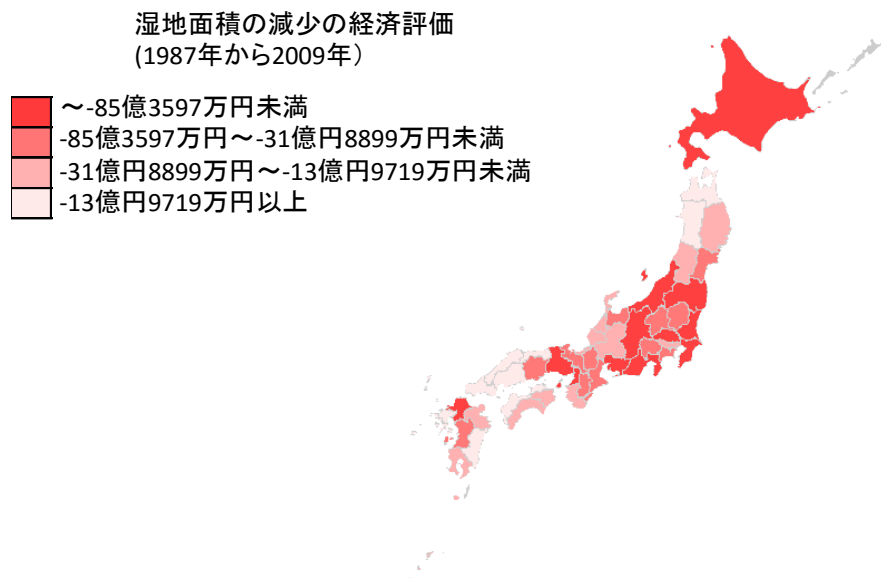 湿地面積の減少の経済評価
(1987年から2009年）
～-85億3597万円未満
-85億3597万円～-31億円8899万円未満
-31億円8899万円～-13億円9719万円未満
-13億円9719万円以上